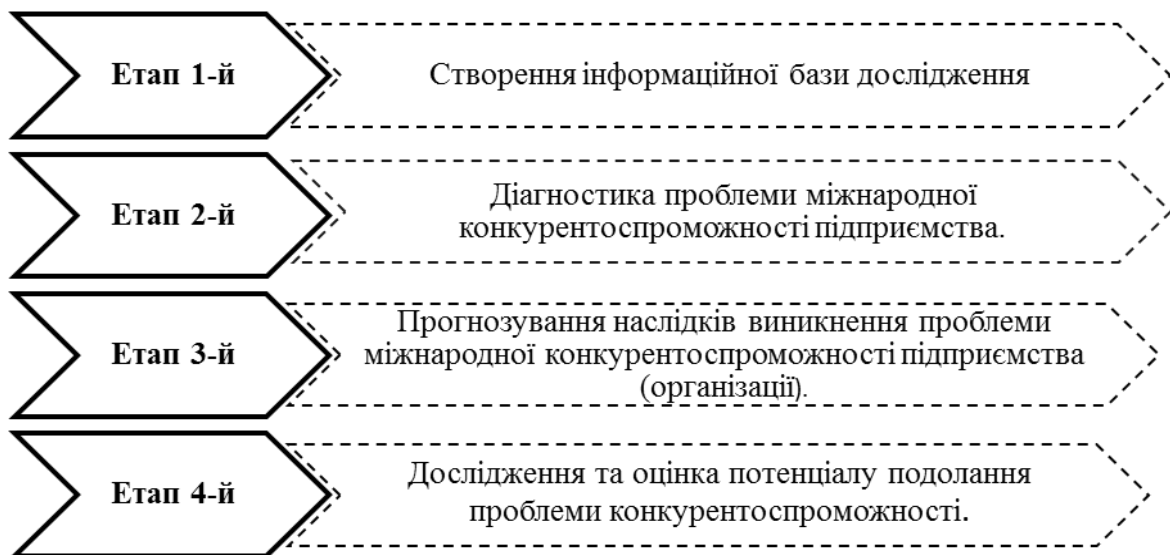 Етап 1-й
Створення інформаційної бази дослідження
Етап 2-й
Діагностика проблеми міжнародної
конкурентоспроможності підприємства.
Етап 3-й
Прогнозування наслідків виникнення проблеми
міжнародної конкурентоспроможності підприємства
(організації).
Етап 4-й
Дослідження та оцінка потенціалу подолання
проблеми конкурентоспроможності.